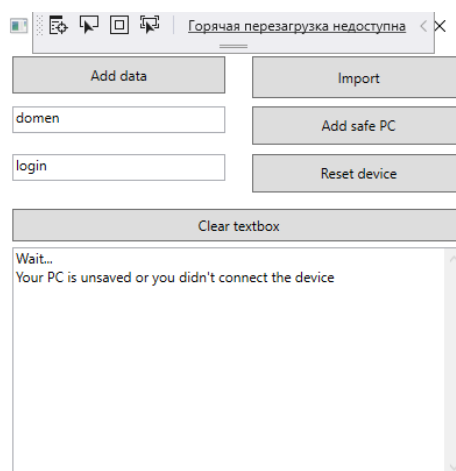 Горячая перезагрузка недоступна
Add data
Import
domen
Add safe PC
login
Reset device
Clear textbox
Wait...
Your PC is unsaved or you didn't connect the device